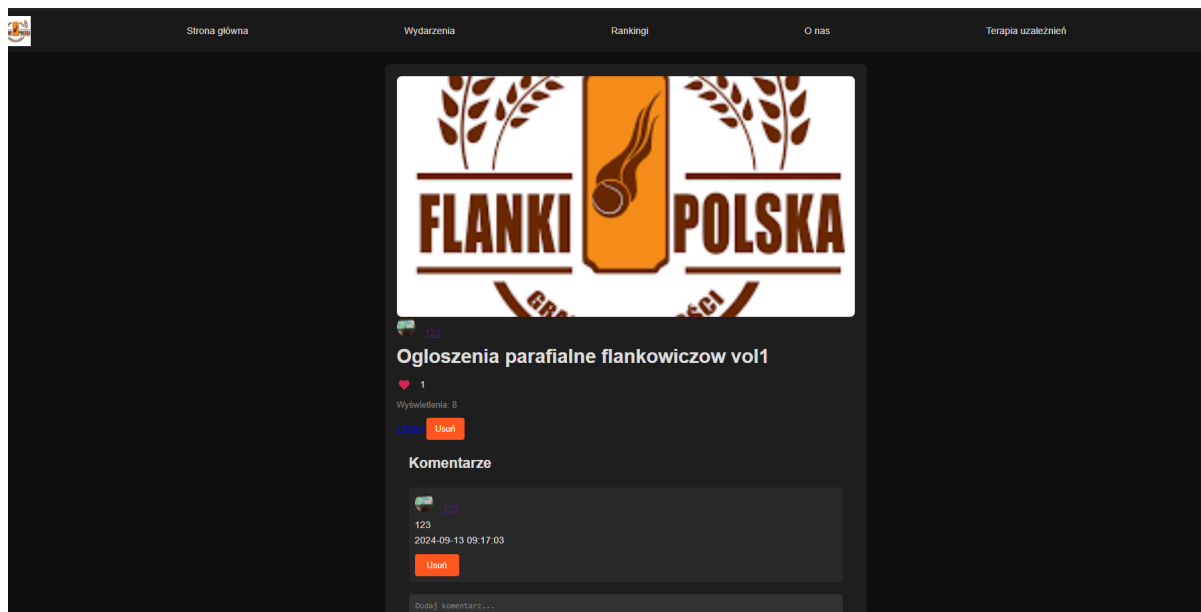 Strona główna Wydarzenia Rankingi O nas Terapia uzależnień
FLANKI POLSKA
123
Ogloszenia parafialne flankowiczow vol1
1
Wyświetlenia: 8
Usuń
Komentarze
123
123
2024-09-13 09:17:03
Usuń
Dodaj komentarz...